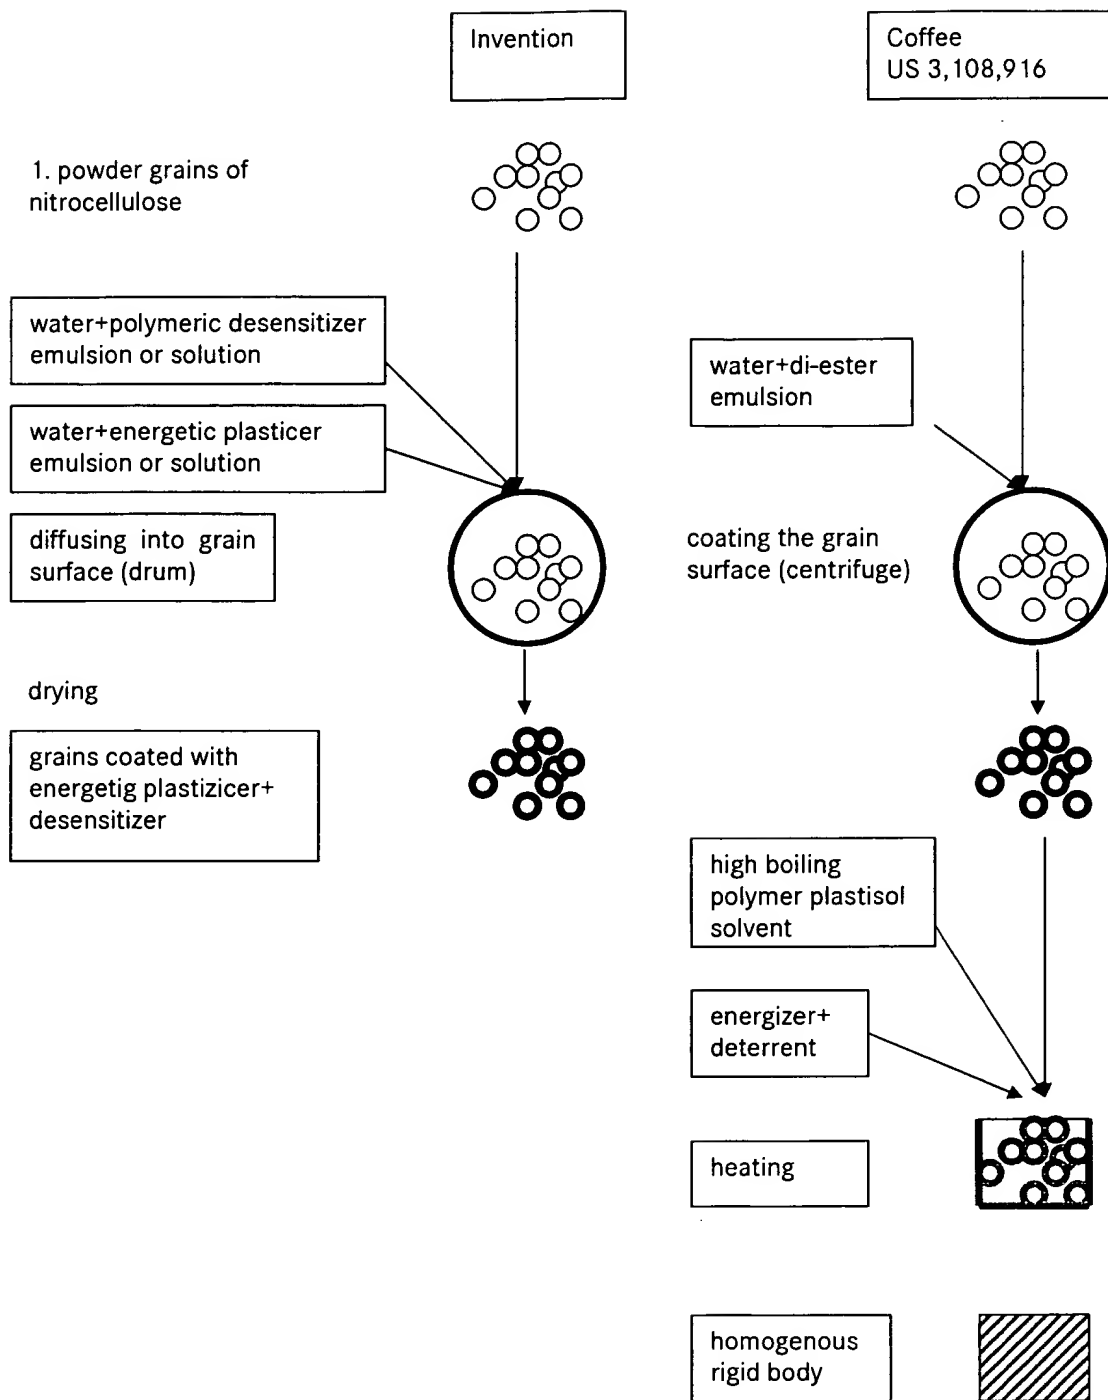 Invention
Coffee
US 3,108,916
1. powder grains of
nitrocellulose
water+polymeric desensitizer
emulsion or solution
water+di-ester
emulsion
water+energetic plasticer
emulsion or solution
diffusing into grain
surface (drum)
coating the grain
surface (centrifuge)
drying
grains coated with
energetig plastizicer+
desensitizer
high boiling
polymer plastisol
solvent
energizer+
deterrent
heating
homogenous
rigid body